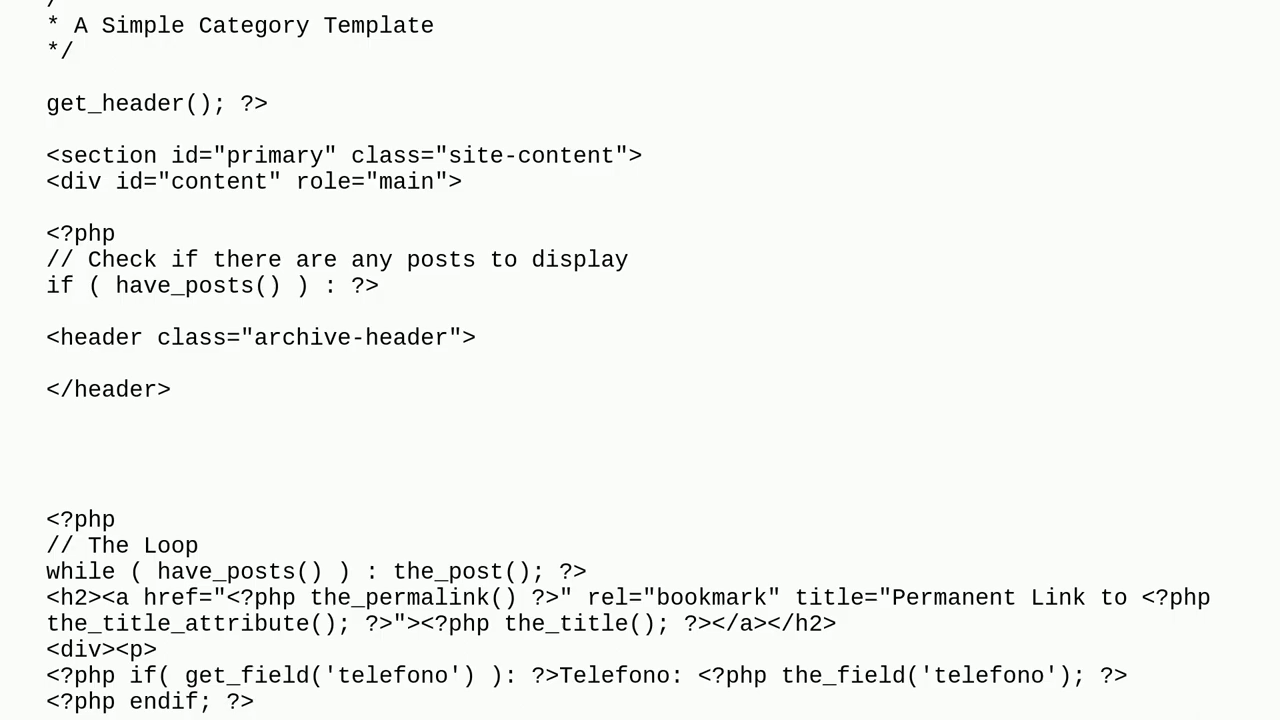 /
* A Simple Category Template
*/
get_header(); ?>
<section id="primary" class="site-content">
<div id="content" role="main">
<?php
// Check if there are any posts to display
if ( have_posts() ) : ?>
<header class="archive-header">
</header>
<?php
// The Loop
while ( have_posts() ) : the_post(); ?>
<h2><a href="<?php the_permalink() ?>" rel="bookmark" title="Permanent Link to <?php
the_title_attribute(); ?>"><?php the_title(); ?></a></h2>
<div><p>
<?php if( get_field('telefono') ): ?>Telefono: <?php the_field('telefono'); ?>
<?php endif; ?>